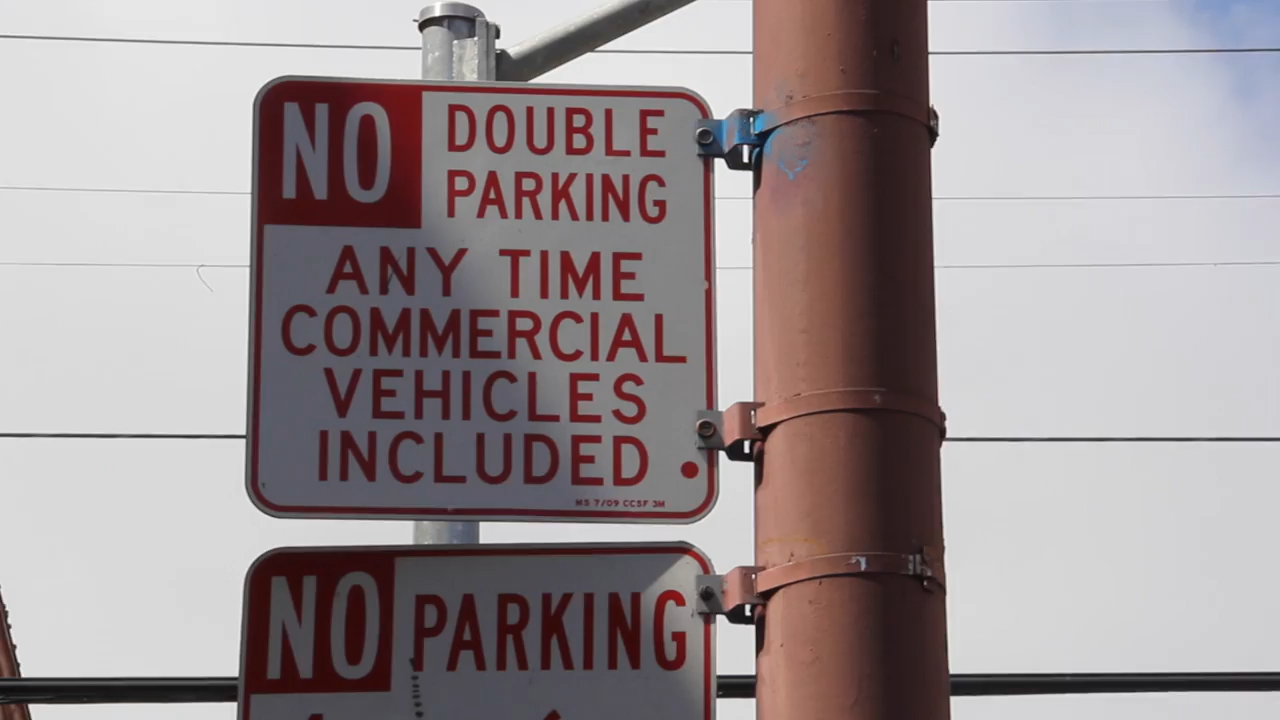 NO DOUBLE
PARKING
ANY TIME
COMMERCIAL
VEHICLES
INCLUDED
MS 7/09 CCSF 3M
NO PARKING